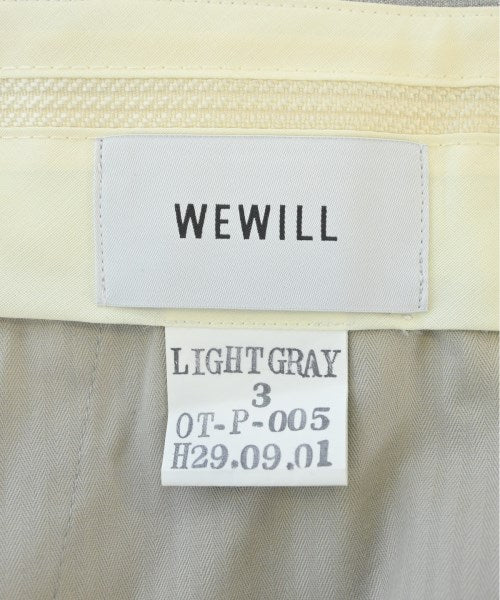 WEWILL
LIGHT GRAY
3
OT-P-005
H29.09.01